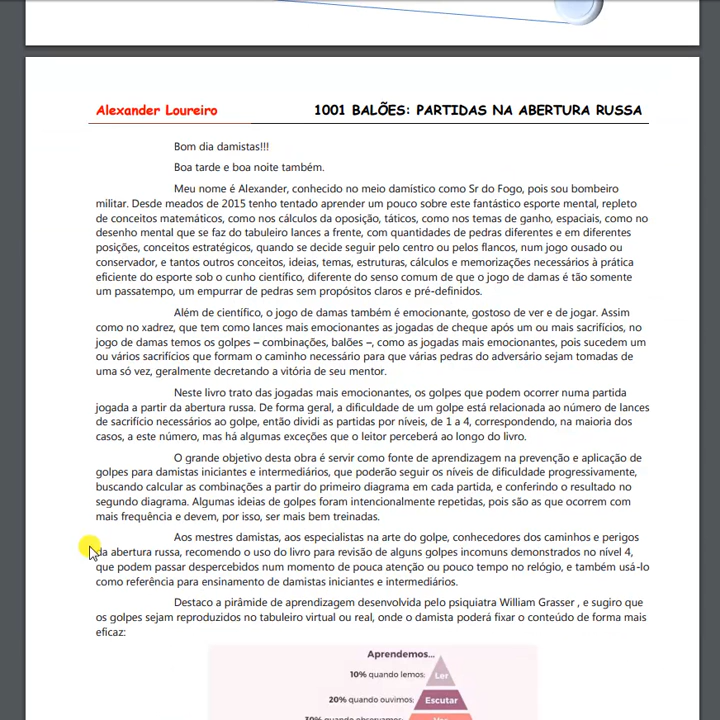 Alexander Loureiro 1001 BALÕES: PARTIDAS NA ABERTURA RUSSA
Bom dia damistas!!!
Boa tarde e boa noite também.
Meu nome é Alexander, conhecido no meio damístico como Sr do Fogo, pois sou bombeiro
militar. Desde meados de 2015 tenho tentado aprender um pouco sobre este fantástico esporte mental, repleto
de conceitos matemáticos, como nos cálculos da oposição, táticos, como nos temas de ganho, espaciais, como no
desenho mental que se faz do tabuleiro lances a frente, com quantidades de pedras diferentes e em diferentes
posições, conceitos estratégicos, quando se decide seguir pelo centro ou pelos flancos, num jogo ousado ou
conservador, e tantos outros conceitos, ideias, temas, estruturas, cálculos e memorizações necessários à prática
eficiente do esporte sob o cunho científico, diferente do senso comum de que o jogo de damas é tão somente
um passatempo, um empurrar de pedras sem propósitos claros e pré-definidos.
Além de científico, o jogo de damas também é emocionante, gostoso de ver e de jogar. Assim
como no xadrez, que tem como lances mais emocionantes as jogadas de cheque após um ou mais sacrifícios, no
jogo de damas temos os golpes – combinações, balões –, como as jogadas mais emocionantes, pois sucedem um
ou vários sacrifícios que formam o caminho necessário para que várias pedras do adversário sejam tomadas de
uma só vez, geralmente decretando a vitória de seu mentor.
Neste livro trato das jogadas mais emocionantes, os golpes que podem ocorrer numa partida
jogada a partir da abertura russa. De forma geral, a dificuldade de um golpe está relacionada ao número de lances
de sacrifício necessários ao golpe, então dividi as partidas por níveis, de 1 a 4, correspondendo, na maioria dos
casos, a este número, mas há algumas exceções que o leitor perceberá ao longo do livro.
O grande objetivo desta obra é servir como fonte de aprendizagem na prevenção e aplicação de
golpes para damistas iniciantes e intermediários, que poderão seguir os níveis de dificuldade progressivamente,
buscando calcular as combinações a partir do primeiro diagrama em cada partida, e conferindo o resultado no
segundo diagrama. Algumas ideias de golpes foram intencionalmente repetidas, pois são as que ocorrem com
mais frequência e devem, por isso, ser mais bem treinadas.
Aos mestres damistas, aos especialistas na arte do golpe, conhecedores dos caminhos e perigos
da abertura russa, recomendo o uso do livro para revisão de alguns golpes incomuns demonstrados no nível 4,
que podem passar despercebidos num momento de pouca atenção ou pouco tempo no relógio, e também usá-lo
como referência para ensinamento de damistas iniciantes e intermediários.
Destaco a pirâmide de aprendizagem desenvolvido pelo psiquiatra William Grasser , e sugiro que
os golpes sejam reproduzidos no tabuleiro virtual ou real, onde o damista poderá fixar o conteúdo de forma mais
eficaz:
Aprendemos...
10% quando lemos; Ler
20% quando ouvimos; Escutar
30% quando observamos; Ver